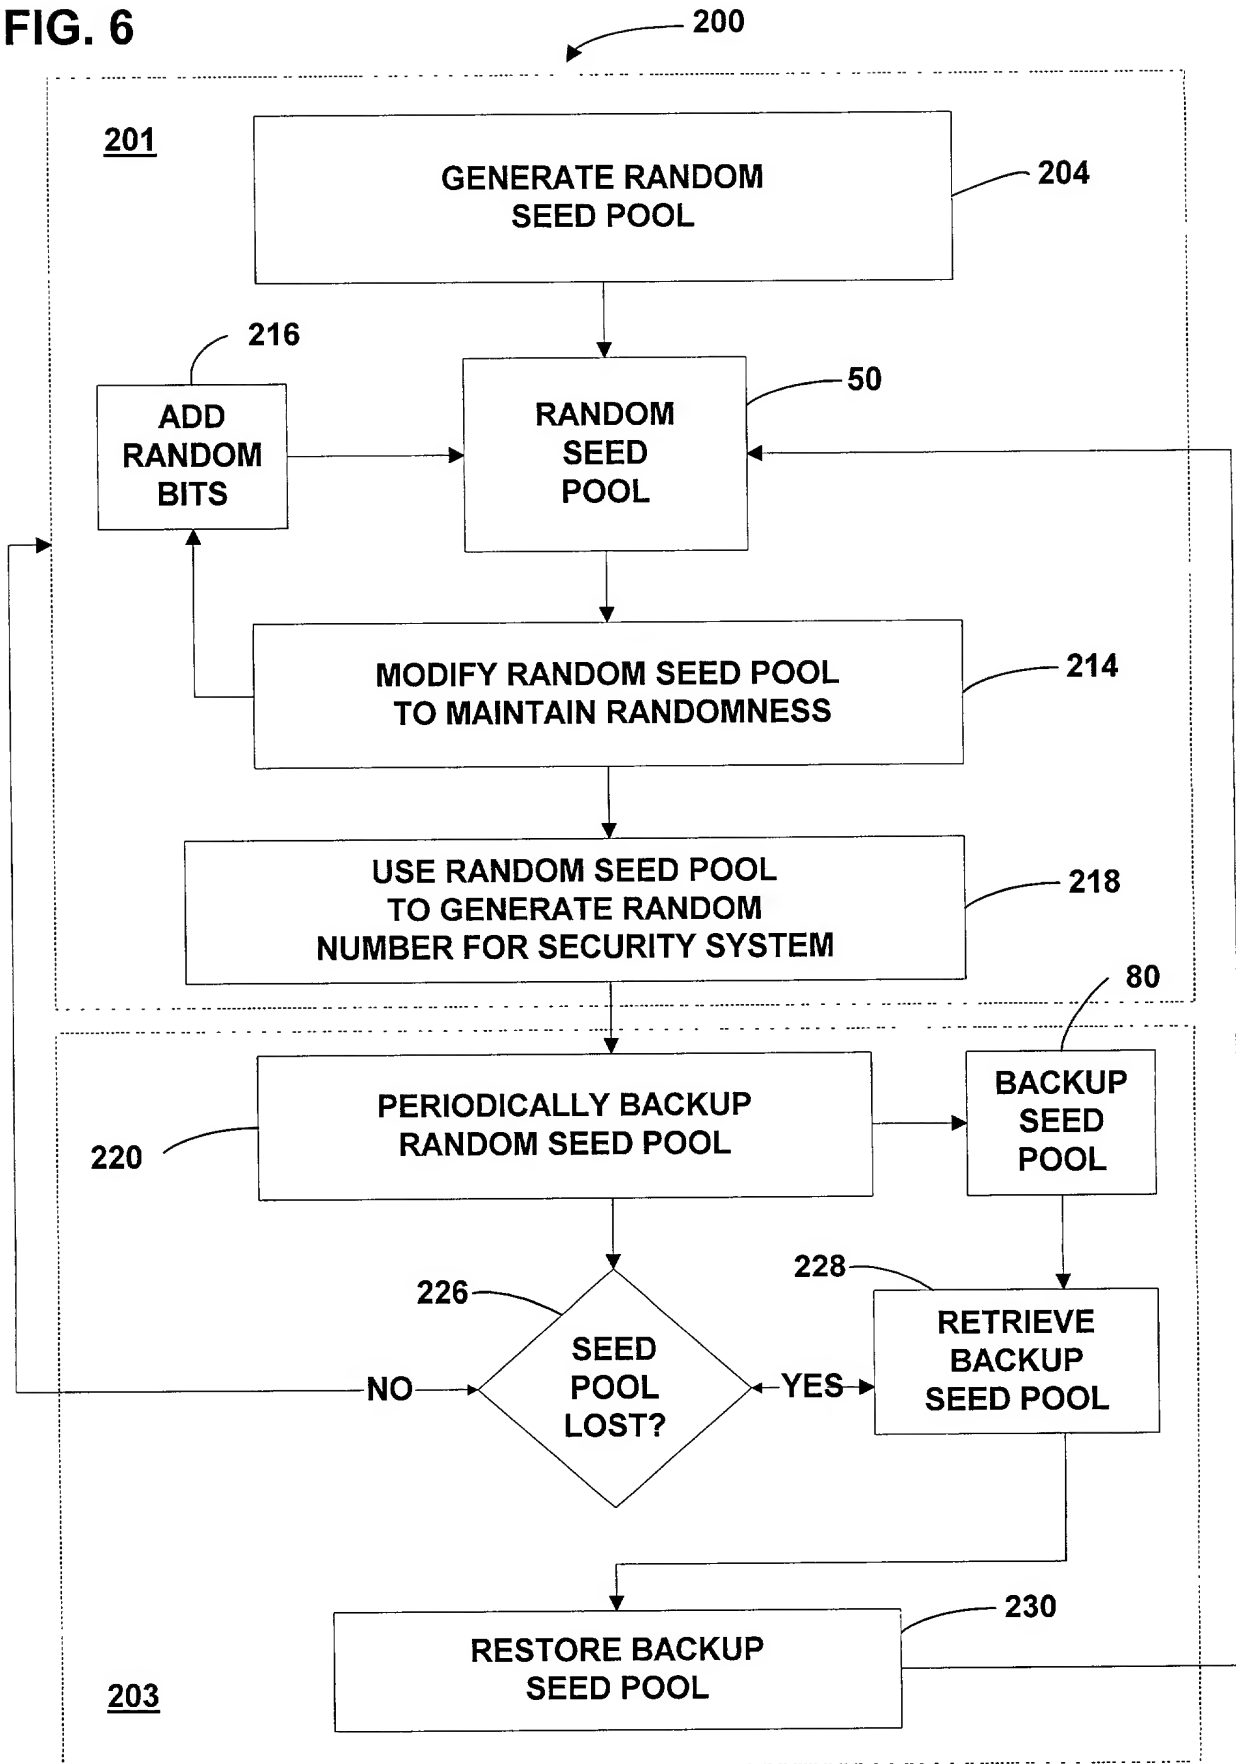 FIG. 6
200
201
GENERATE RANDOM
SEED POOL
204
216
ADD
RANDOM
BITS
RANDOM
SEED
POOL
50
MODIFY RANDOM SEED POOL
TO MAINTAIN RANDOMNESS
214
USE RANDOM SEED POOL
TO GENERATE RANDOM
NUMBER FOR SECURITY SYSTEM
218
80
PERIODICALLY BACKUP
RANDOM SEED POOL
220
BACKUP
SEED
POOL
226
SEED
POOL
LOST?
NO
YES
228
RETRIEVE
BACKUP
SEED POOL
230
RESTORE BACKUP
SEED POOL
203